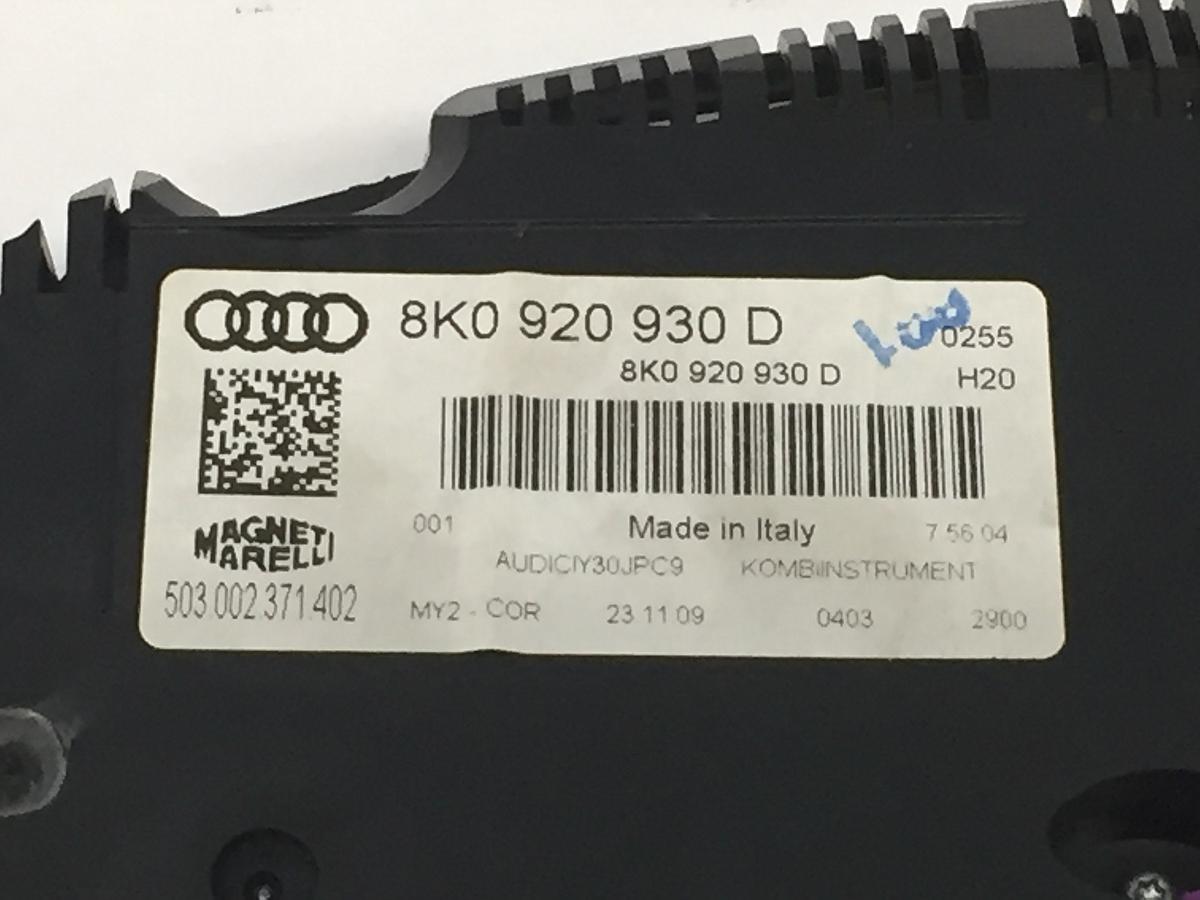 8K0 920 930 D
0255
8K0 920 930 D
H20
001
Made in Italy
7 56 04
MAGNETI
MARELLI
AUDICIY30JPC9
KOMBIINSTRUMENT
503.002.371.402
MY2 - COR
23 11 09
0403
2900